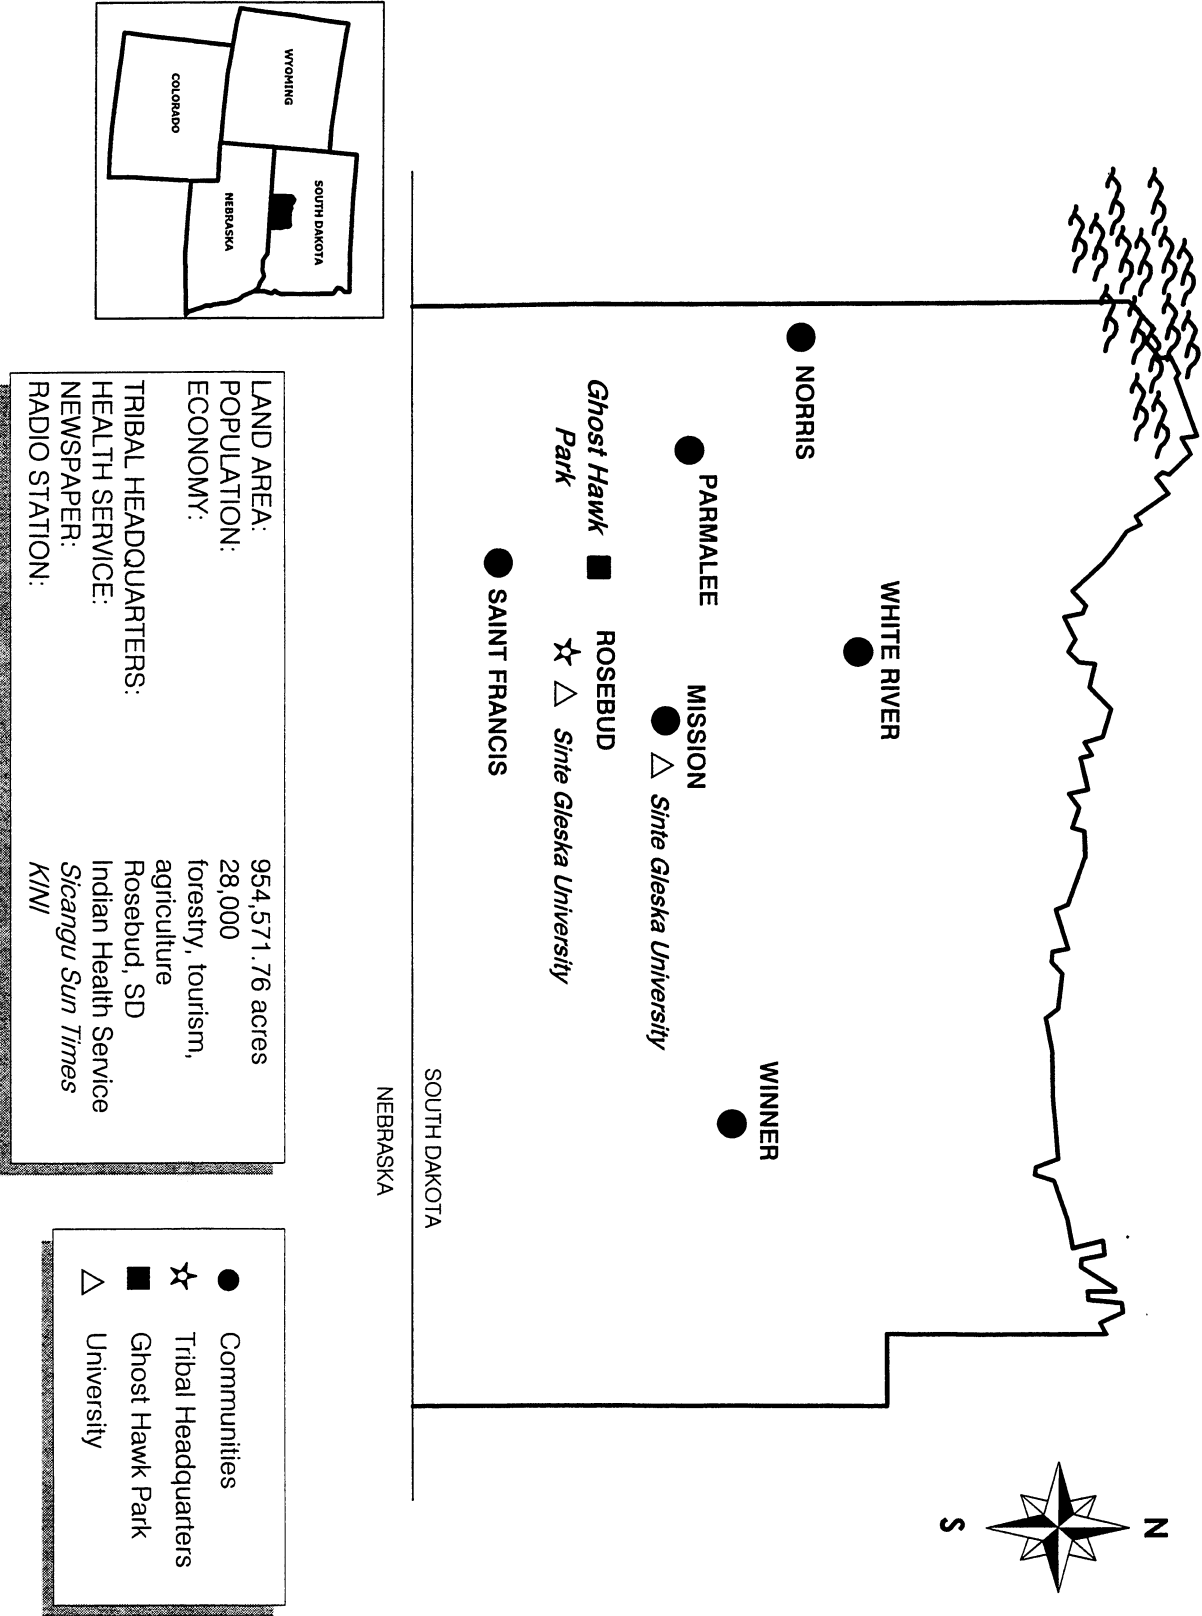 N
S
WHITE RIVER
NORRIS
WINNER
PARMALEE
MISSION
Sinte Gleska University
Ghost Hawk
Park
ROSEBUD
Sinte Gleska University
SAINT FRANCIS
SOUTH DAKOTA
NEBRASKA
WYOMING
SOUTH DAKOTA
NEBRASKA
COLORADO
LAND AREA: 954,571.76 acres
POPULATION: 28,000
ECONOMY: forestry, tourism,
agriculture
TRIBAL HEADQUARTERS: Rosebud, SD
HEALTH SERVICE: Indian Health Service
NEWSPAPER: Sicangu Sun Times
RADIO STATION: KINI
Communities
Tribal Headquarters
Ghost Hawk Park
University